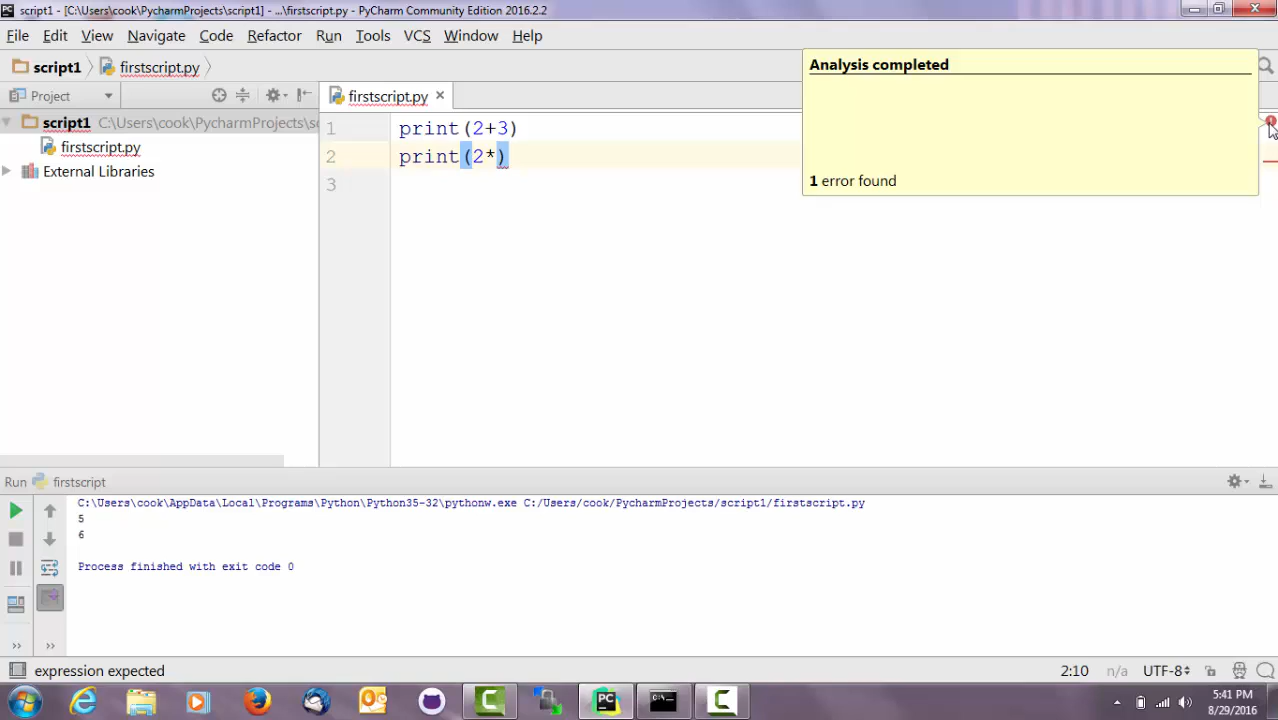 script1 - [C:\Users\cook\PycharmProjects\script1] - ...\firstscript.py - PyCharm Community Edition 2016.2.2
File Edit View Navigate Code Refactor Run Tools VCS Window Help
script1 firstscript.py
Analysis completed
1 error found
Project
firstscript.py
script1 C:\Users\cook\PycharmProjects\sc
firstscript.py
External Libraries
1 print(2+3)
2 print(2*)
3
Run firstscript
C:\Users\cook\AppData\Local\Programs\Python\Python35-32\pythonw.exe C:/Users/cook/PycharmProjects/script1/firstscript.py
5
6
Process finished with exit code 0
expression expected
2:10 n/a UTF-8
PC
5:41 PM
8/29/2016